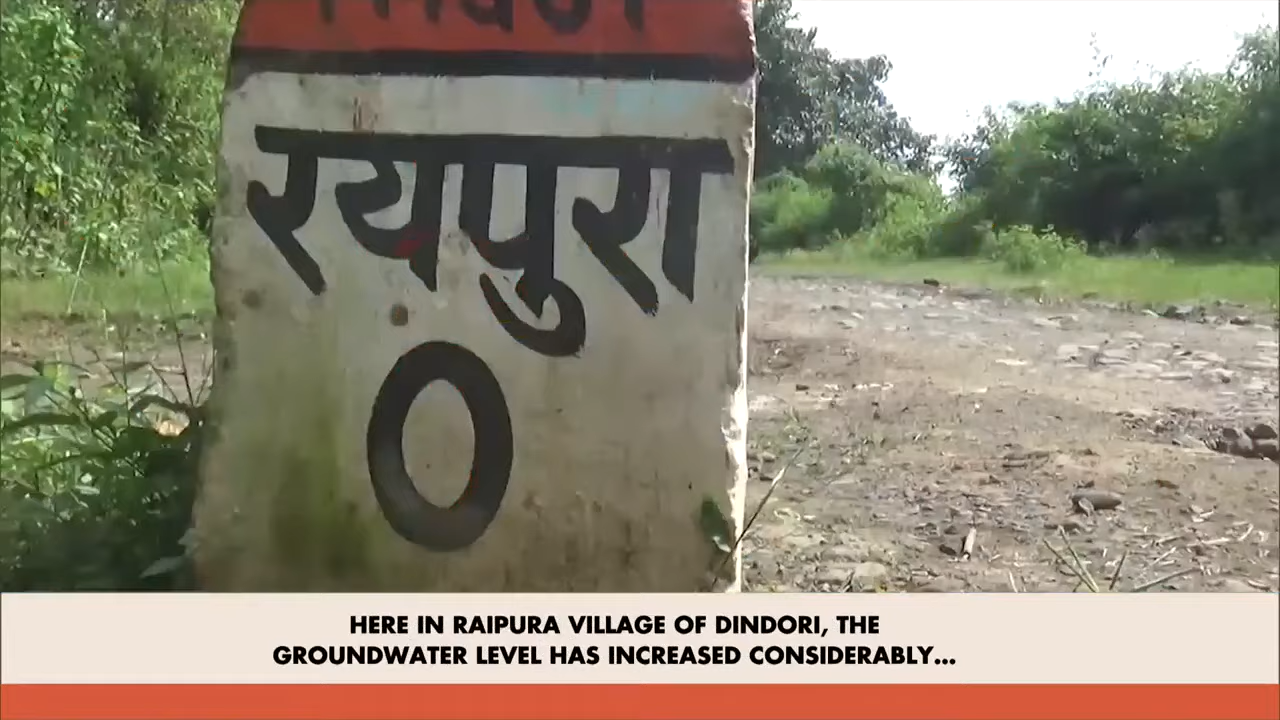 रयपुरा
0
HERE IN RAIPURA VILLAGE OF DINDORI, THE
GROUNDWATER LEVEL HAS INCREASED CONSIDERABLY...